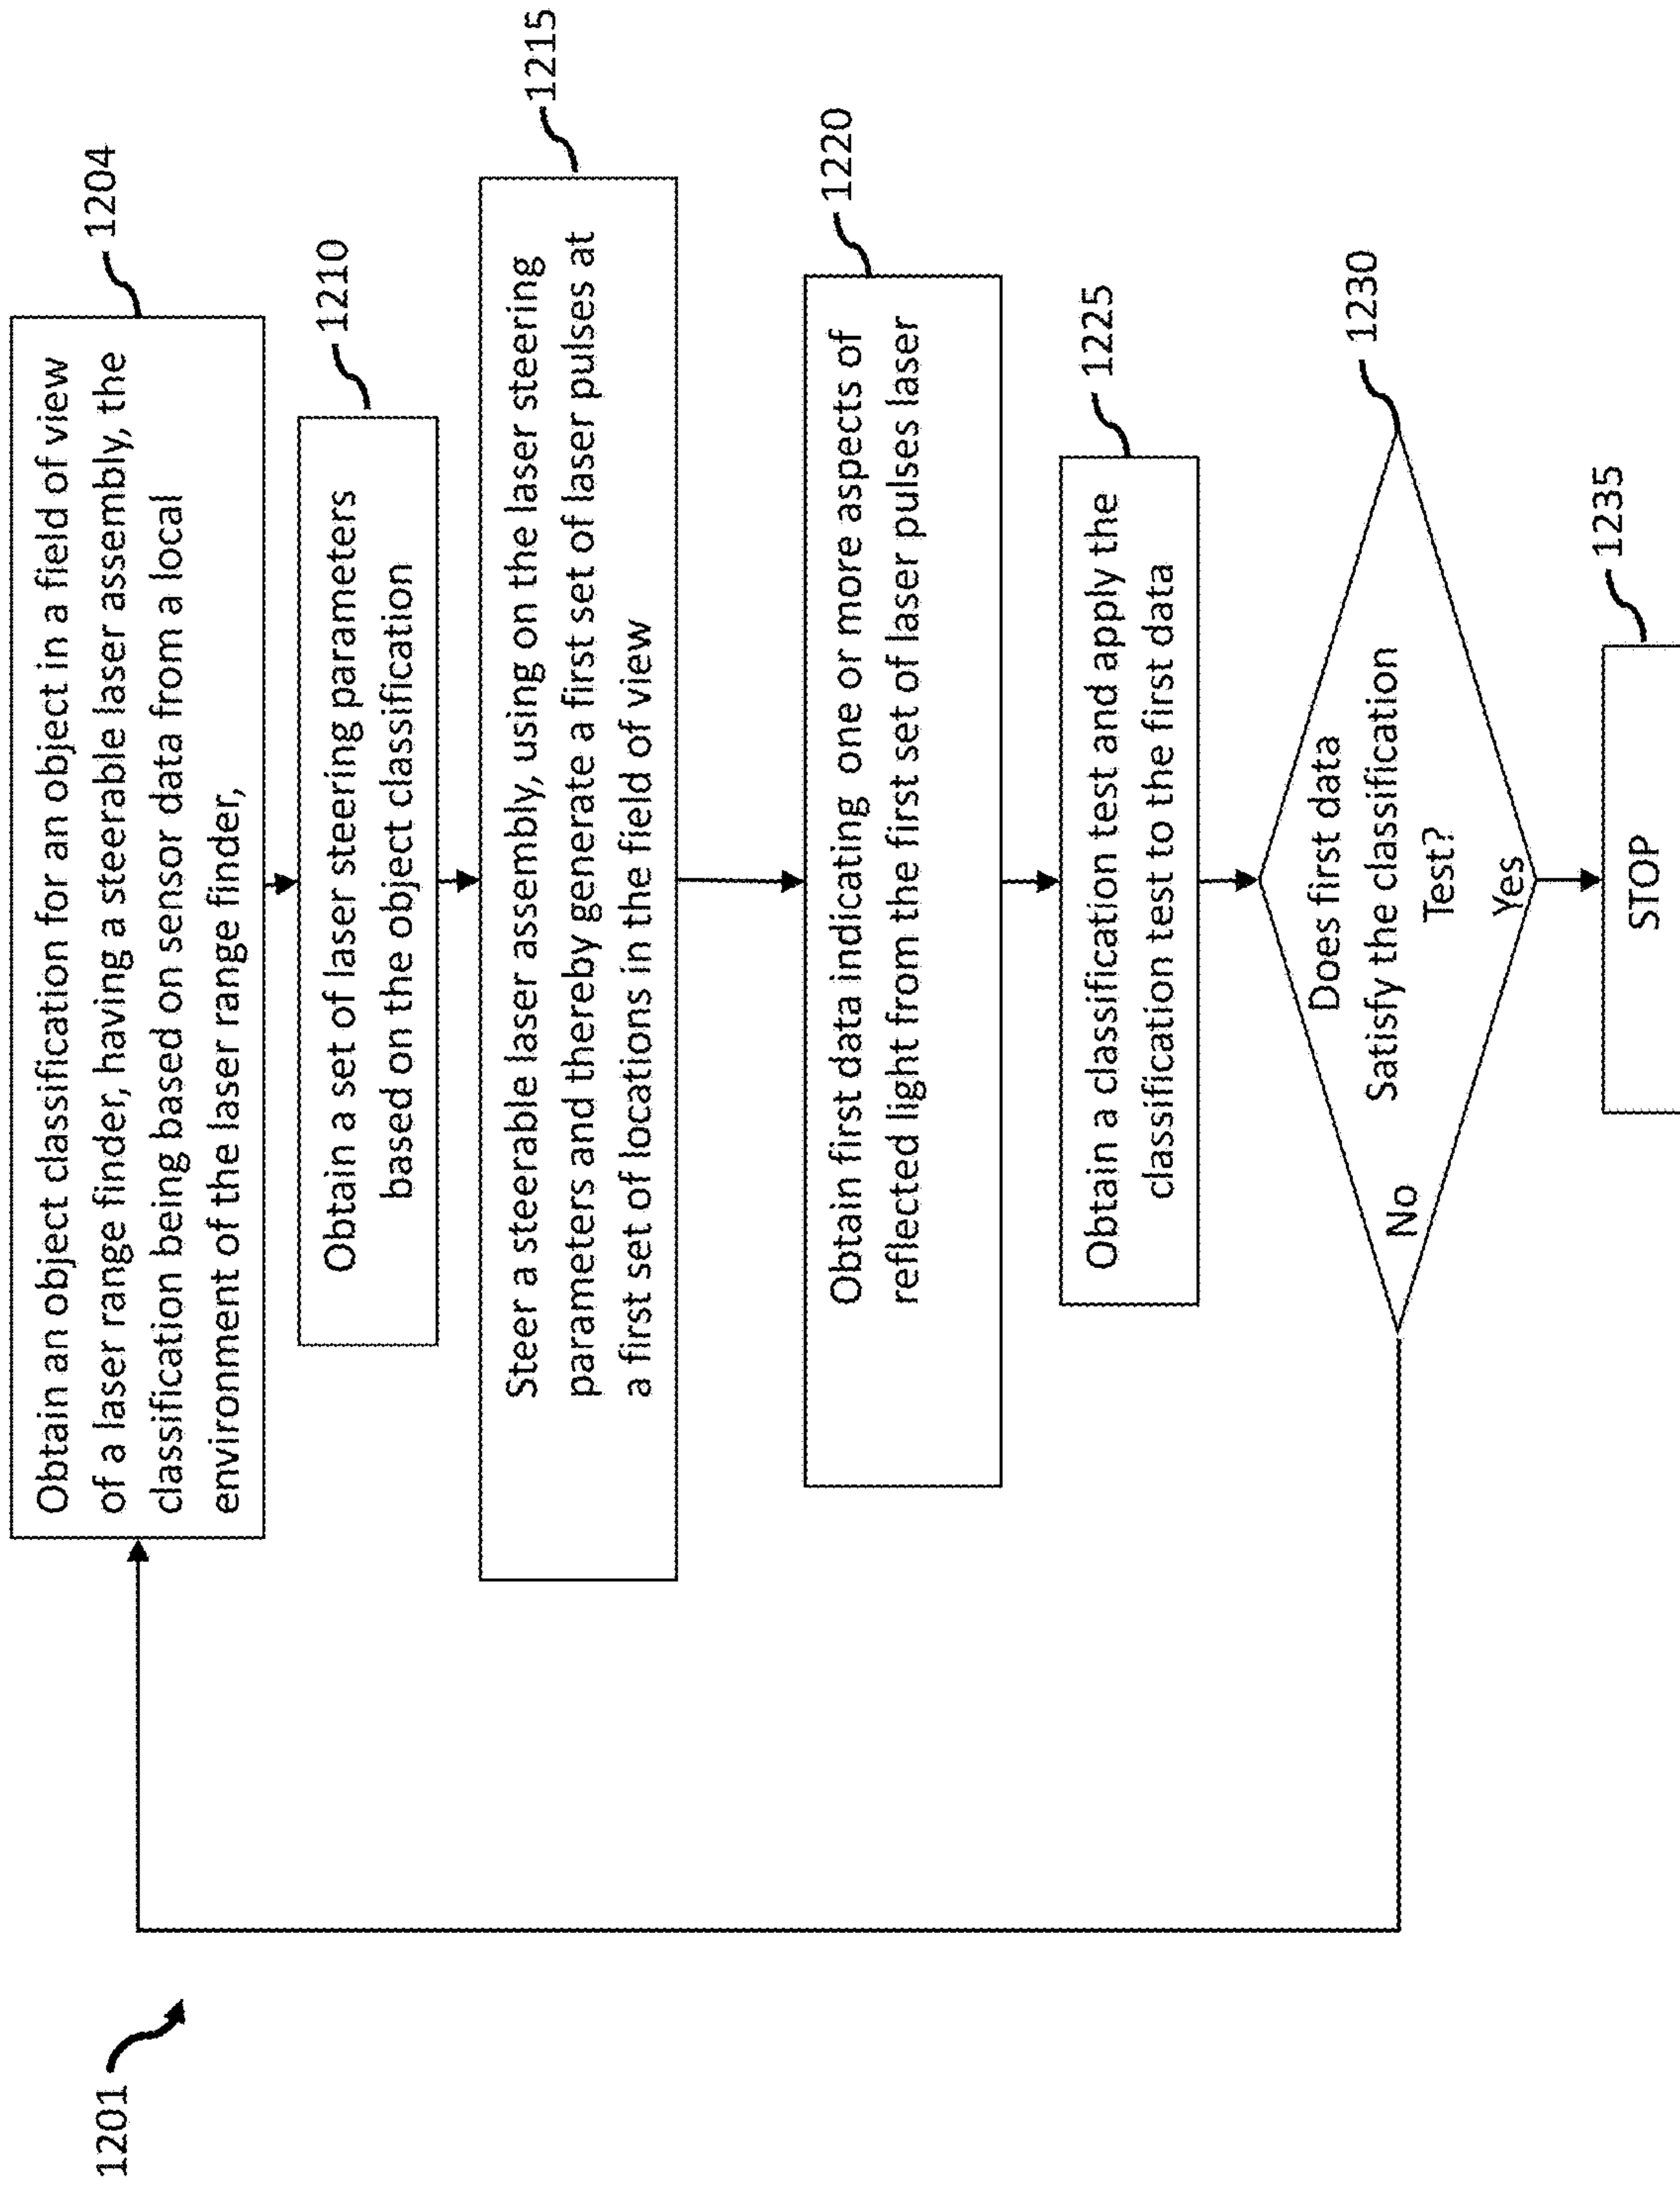 1201
Obtain an object classification for an object in a field of view
of a laser range finder, having a steerable laser assembly, the
classification being based on sensor data from a local
environment of the laser range finder,
1204
Obtain a set of laser steering parameters
based on the object classification
1210
Steer a steerable laser assembly, using on the laser steering
parameters and thereby generate a first set of laser pulses at
a first set of locations in the field of view
1215
Obtain first data indicating one or more aspects of
reflected light from the first set of laser pulses laser
1220
Obtain a classification test and apply the
classification test to the first data
1225
Does first data
Satisfy the classification
Test?
1230
No
Yes
STOP
1235